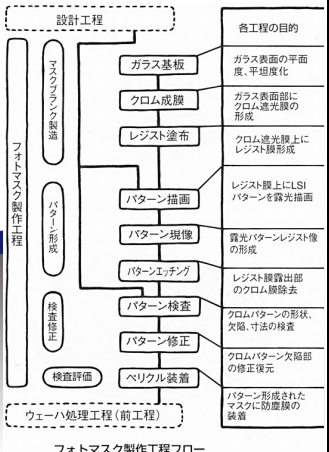 設計工程
各工程の目的
フォトマスク製作工程
マスクブランク製造
パターン形成
検査修正
検査評価
ガラス基板
クロム成膜
レジスト塗布
パターン描画
パターン現像
パターンエッチング
パターン検査
パターン修正
ペリクル装着
ガラス表面の平面
度、平坦度化
ガラス表面部に
クロム遮光膜の
形成
クロム遮光膜上に
レジスト膜形成
レジスト膜上にLSI
パターンを露光描画
露光パターンレジスト像
の形成
レジスト膜露出部
のクロム膜除去
クロムパターンの形状、
欠陥、寸法の検査
クロムパターン欠陥部
の修正復元
パターン形成された
マスクに防塵膜の
装着
ウェーハ処理工程(前工程)
フォトマスク製作工程フロー